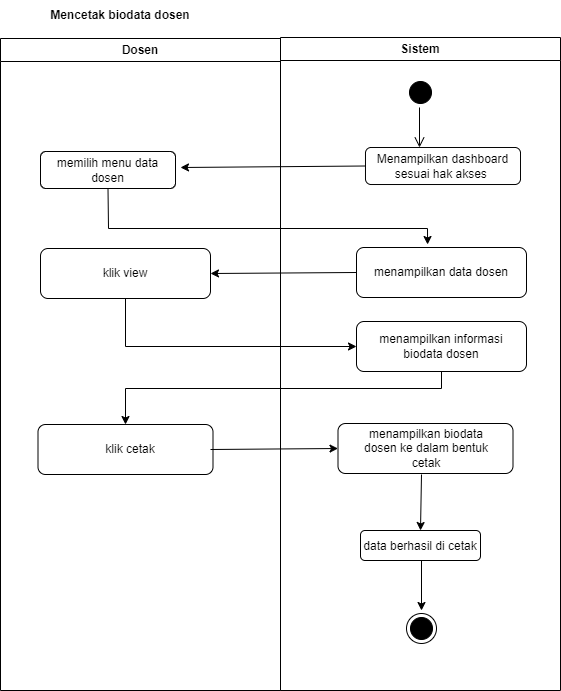 Mencetak biodata dosen
Dosen
Sistem
Menampilkan dashboard
sesuai hak akses
memilih menu data
dosen
menampilkan data dosen
klik view
menampilkan informasi
biodata dosen
klik cetak
menampilkan biodata
dosen ke dalam bentuk
cetak
data berhasil di cetak